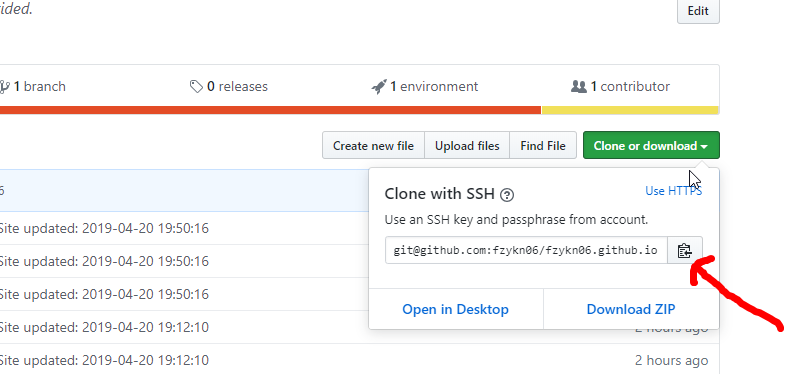 ided.
Edit
1 branch
0 releases
1 environment
1 contributor
Create new file
Upload files
Find File
Clone or download
6
Clone with SSH
Use HTTPS
Use an SSH key and passphrase from account.
git@github.com:fzykn06/fzykn06.github.io
Open in Desktop
Download ZIP
Site updated: 2019-04-20 19:50:16
Site updated: 2019-04-20 19:50:16
Site updated: 2019-04-20 19:50:16
Site updated: 2019-04-20 19:12:10
2 hours ago
Site updated: 2019-04-20 19:12:10
2 hours ago